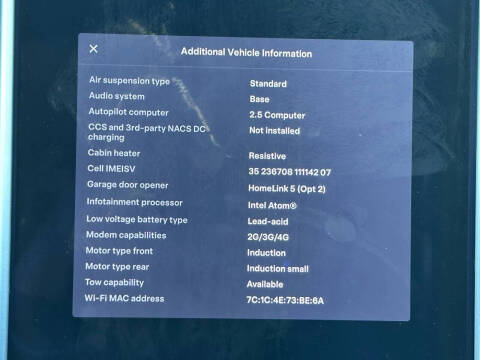 Additional Vehicle Information
Air suspension type Standard
Audio system Base
Autopilot computer 2.5 Computer
CCS and 3rd-party NACS DC Not installed
charging
Cabin heater Resistive
Cell IMEISV 35 236708 111142 07
Garage door opener HomeLink 5 (Opt 2)
Infotainment processor Intel Atom®
Low voltage battery type Lead-acid
Modem capabilities 2G/3G/4G
Motor type front Induction
Motor type rear Induction small
Tow capability Available
Wi-Fi MAC address 7C:1C:4E:73:BE:6A